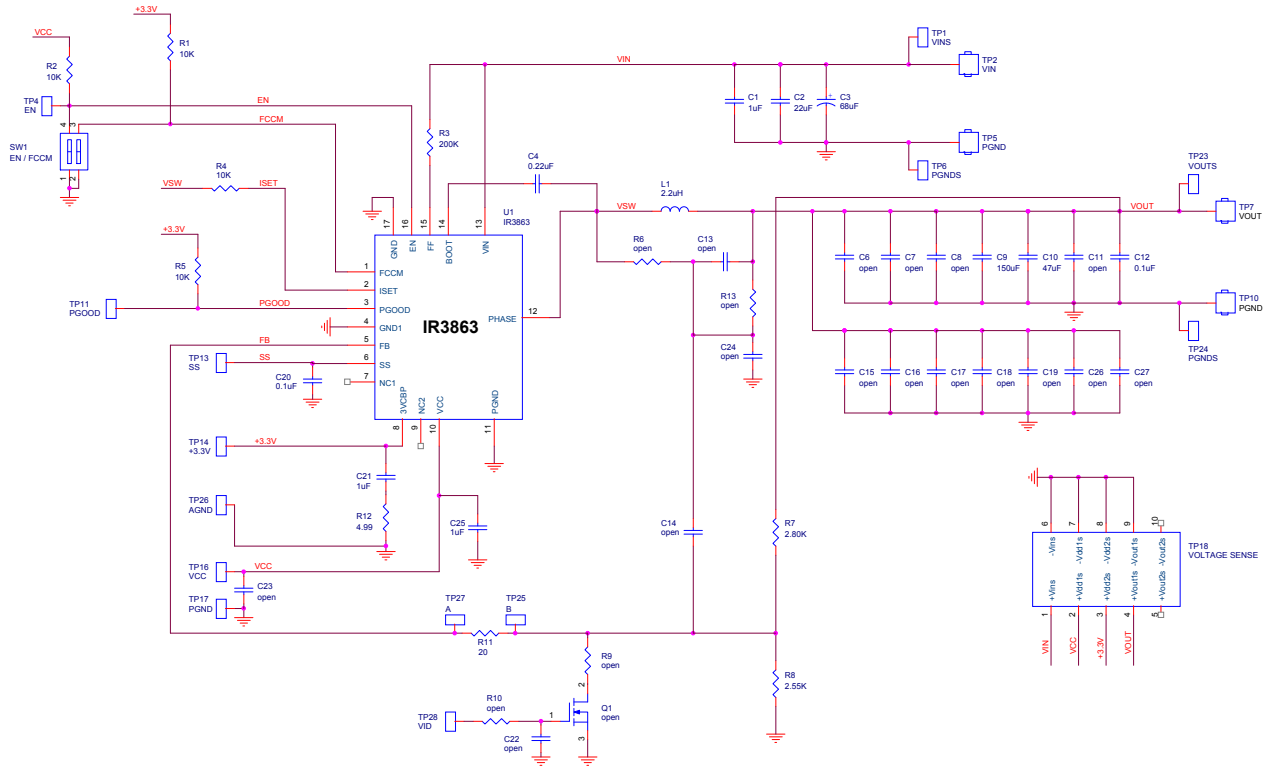 +3.3V
VCC
R1
10K
R2
10K
TP4
EN
EN
FCCM
4
3
SW1
EN / FCCM
1
2
R4
10K
VSW
ISET
+3.3V
R5
10K
TP11
PGOOD
PGOOD
FB
TP13
SS
SS
C20
0.1uF
TP14
+3.3V
+3.3V
C21
1uF
R12
4.99
TP26
AGND
TP16
VCC
VCC
C23
open
TP17
PGND
C25
1uF
R3
200K
VIN
TP1
VINS
TP2
VIN
C1
1uF
C2
22uF
+
C3
68uF
TP5
PGND
TP6
PGNDS
C4
0.22uF
U1
IR3863
17
16
15
14
13
GND
EN
FF
BOOT
VIN
1
FCCM
2
ISET
3
PGOOD
4
GND1
5
FB
6
SS
7
NC1
IR3863
PHASE
12
3VCBP
NC2
VCC
PGND
8
9
10
11
VSW
L1
2.2uH
R6
open
C13
open
R13
open
C24
open
C14
open
VOUT
TP23
VOUTS
TP7
VOUT
C6
open
C7
open
C8
open
C9
150uF
C10
47uF
C11
open
C12
0.1uF
TP10
PGND
TP24
PGNDS
C15
open
C16
open
C17
open
C18
open
C19
open
C26
open
C27
open
R7
2.80K
R8
2.55K
TP27
A
TP25
B
R11
20
R9
open
2
Q1
open
1
3
R10
open
TP28
VID
C22
open
6
7
8
9
10
-Vins
-Vdd1s
-Vdd2s
-Vout1s
-Vout2s
TP18
VOLTAGE SENSE
+Vins
+Vdd1s
+Vdd2s
+Vout1s
+Vout2s
1
2
3
4
5
VIN
VCC
+3.3V
VOUT